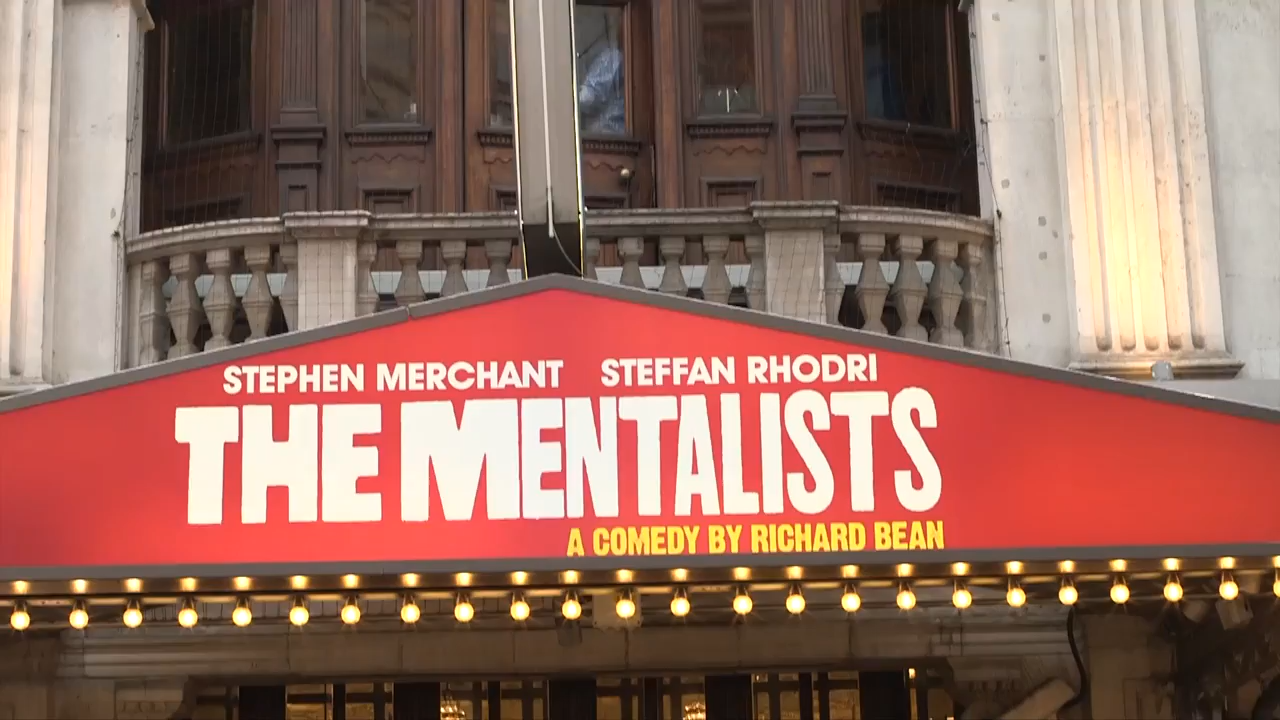 STEPHEN MERCHANT STEFFAN RHODRI
THE MENTALISTS
A COMEDY BY RICHARD BEAN